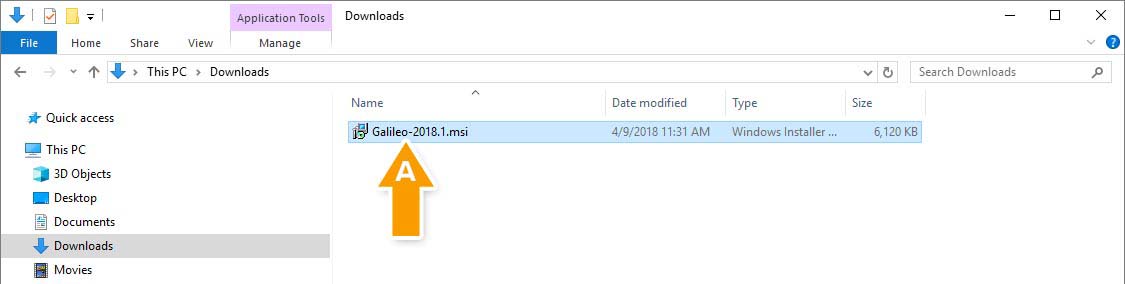 Application Tools Downloads
File Home Share View Manage
This PC Downloads Search Downloads
Name Date modified Type Size
Quick access
Galileo-2018.1.msi 4/9/2018 11:31 AM Windows Installer ... 6,120 KB
This PC
A
3D Objects
Desktop
Documents
Downloads
Movies